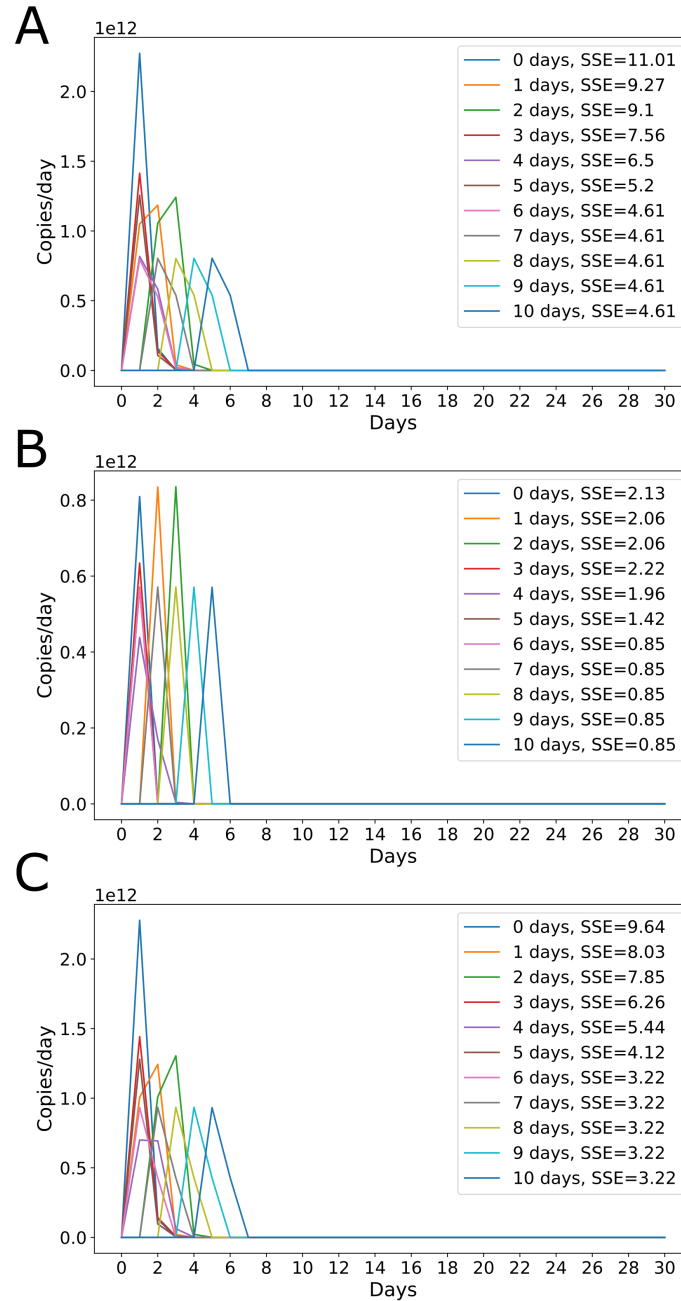 A
1e12
Copies/day
2.0
1.5
1.0
0.5
0.0
0 days, SSE=11.01
1 days, SSE=9.27
2 days, SSE=9.1
3 days, SSE=7.56
4 days, SSE=6.5
5 days, SSE=5.2
6 days, SSE=4.61
7 days, SSE=4.61
8 days, SSE=4.61
9 days, SSE=4.61
10 days, SSE=4.61
0 2 4 6 8 10 12 14 16 18 20 22 24 26 28 30
Days
B
1e12
Copies/day
0.8
0.6
0.4
0.2
0.0
0 days, SSE=2.13
1 days, SSE=2.06
2 days, SSE=2.06
3 days, SSE=2.22
4 days, SSE=1.96
5 days, SSE=1.42
6 days, SSE=0.85
7 days, SSE=0.85
8 days, SSE=0.85
9 days, SSE=0.85
10 days, SSE=0.85
0 2 4 6 8 10 12 14 16 18 20 22 24 26 28 30
Days
C
1e12
Copies/day
2.0
1.5
1.0
0.5
0.0
0 days, SSE=9.64
1 days, SSE=8.03
2 days, SSE=7.85
3 days, SSE=6.26
4 days, SSE=5.44
5 days, SSE=4.12
6 days, SSE=3.22
7 days, SSE=3.22
8 days, SSE=3.22
9 days, SSE=3.22
10 days, SSE=3.22
0 2 4 6 8 10 12 14 16 18 20 22 24 26 28 30
Days